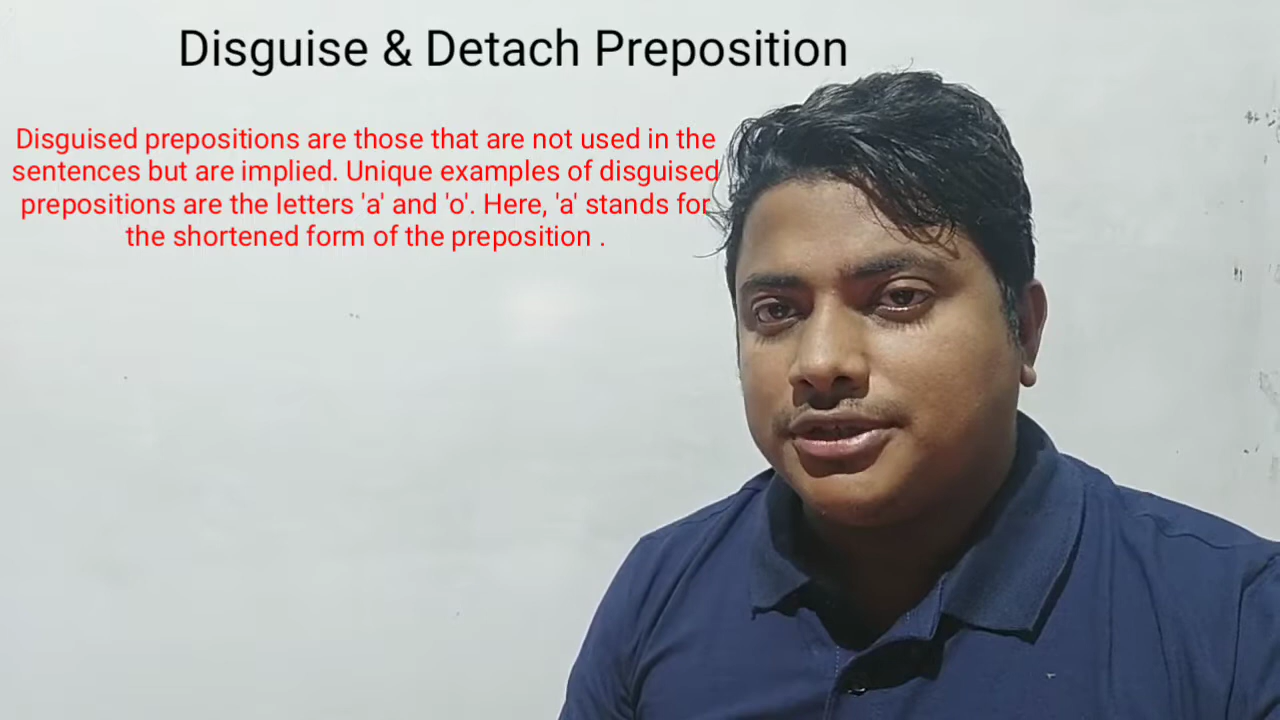 Disguise & Detach Preposition
Disguised prepositions are those that are not used in the
sentences but are implied. Unique examples of disguised
prepositions are the letters 'a' and 'o'. Here, 'a' stands for
the shortened form of the preposition .